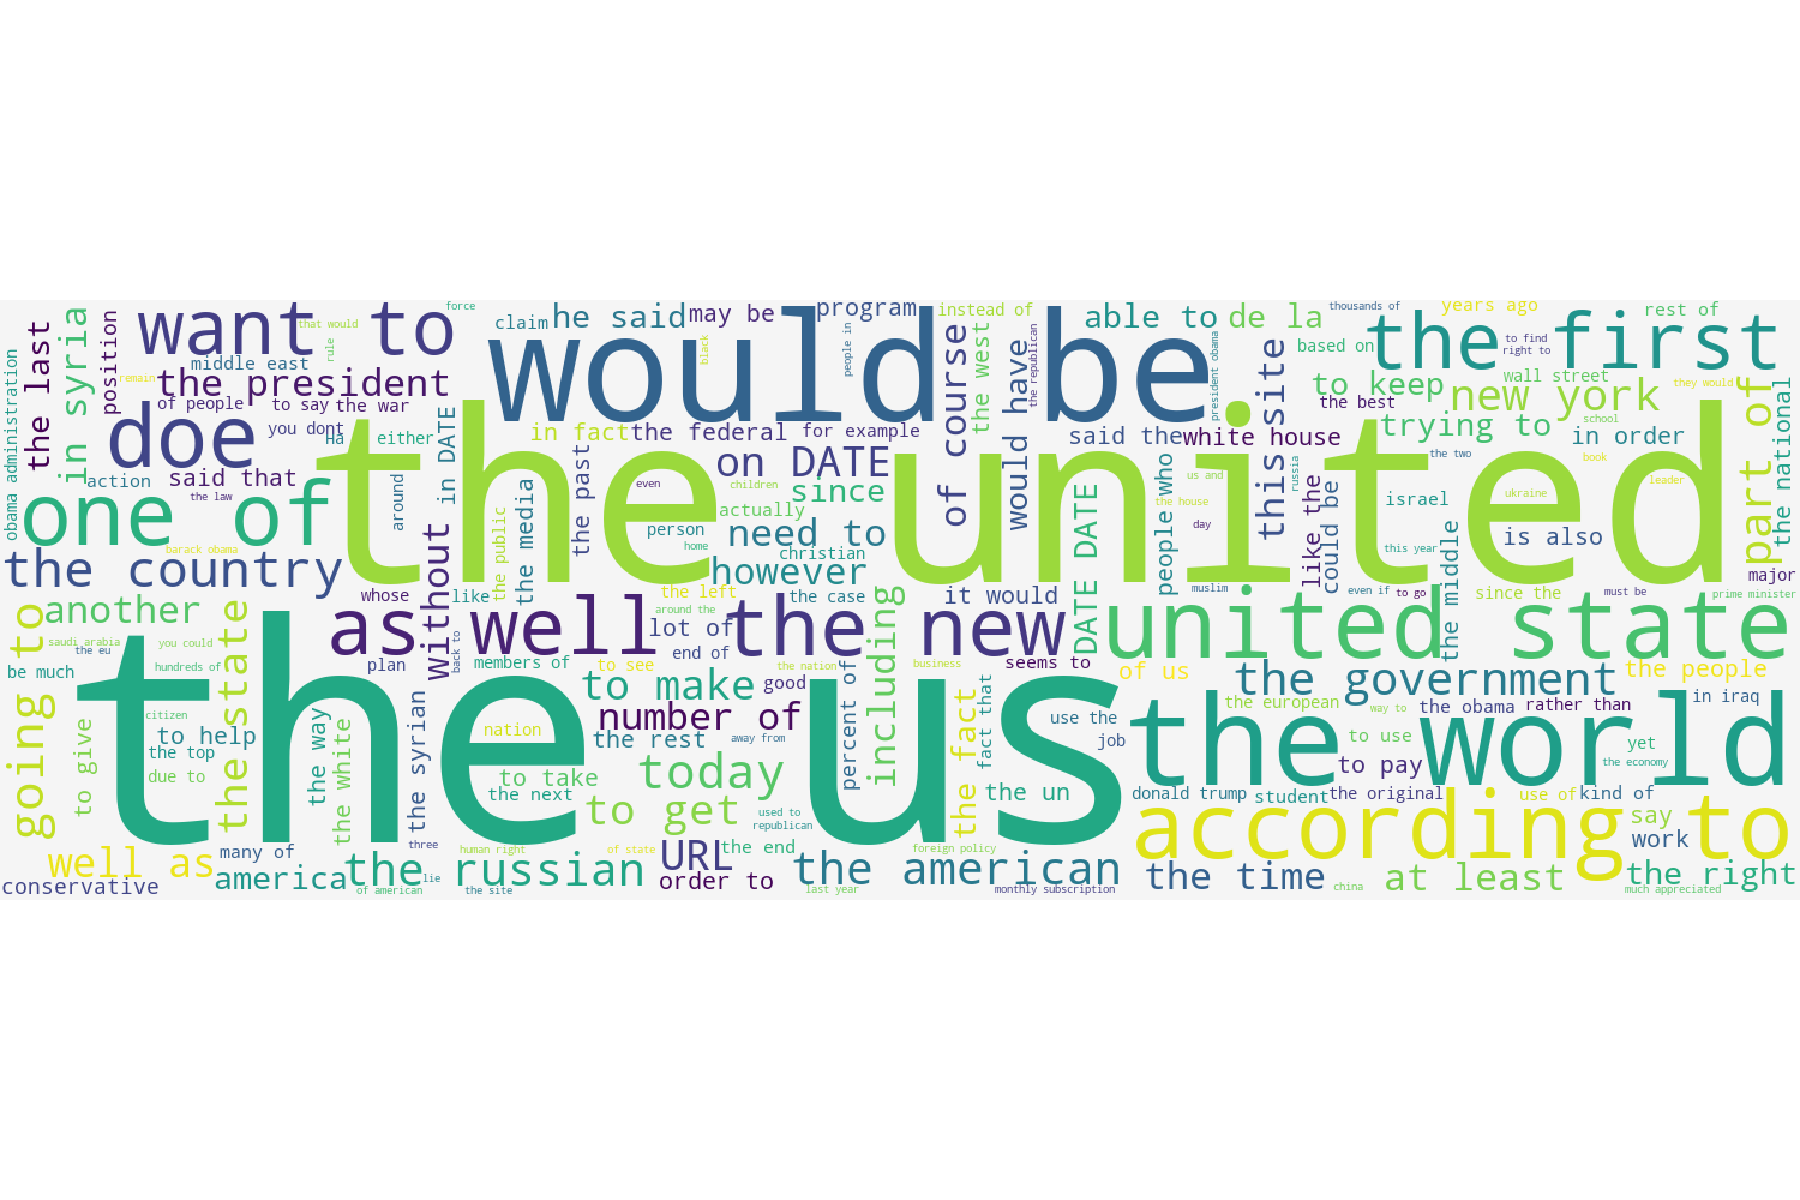 the united
the us
would be
the world
according to
united state
the first
want to
doe
one of
as well
the new
the country
the president
the government
the american
the russian
the time
the right
at least
the people
the state
going to
another
well as
america
conservative
many of
URL
order to
the end
to get
today
number of
to make
the rest
to take
the next
nation
the syrian
the white
the way
to give
to help
the top
due to
citizen
hundreds of
be much
saudi arabia
the eu
you could
barack obama
obama administration
the last
in syria
position
force
that would
rule
middle east
remain
of people
to say
the war
you dont
ha
either
in DATE
action
said that
the law
around
without
the public
the media
the past
in fact
the federal
for example
on DATE
since
even
children
actually
person
need to
home
christian
however
whose
like
the left
the case
around the
lot of
back to
plan
members of
to see
end of
good
the nation
percent of
including
business
seems to
it would
of us
the fact
fact that
use the
job
away from
used to
republican
the un
donald trump
student
the original
use of
kind of
say
work
yet
the economy
to pay
to use
way to
the obama
rather than
in iraq
the european
three
human right
lie
of american
the site
of state
last year
foreign policy
monthly subscription
china
much appreciated
claim
he said
may be
program
black
people in
instead of
of course
the west
would have
the republican
able to
de la
president obama
thousands of
years ago
rest of
based on
to find
right to
to keep
wall street
new york
they would
the best
part of
the national
trying to
school
in order
said the
white house
this site
the two
book
us and
russia
people who
the house
day
DATE DATE
like the
could be
israel
ukraine
leader
is also
this year
the middle
major
muslim
even if
to go
since the
must be
prime minister